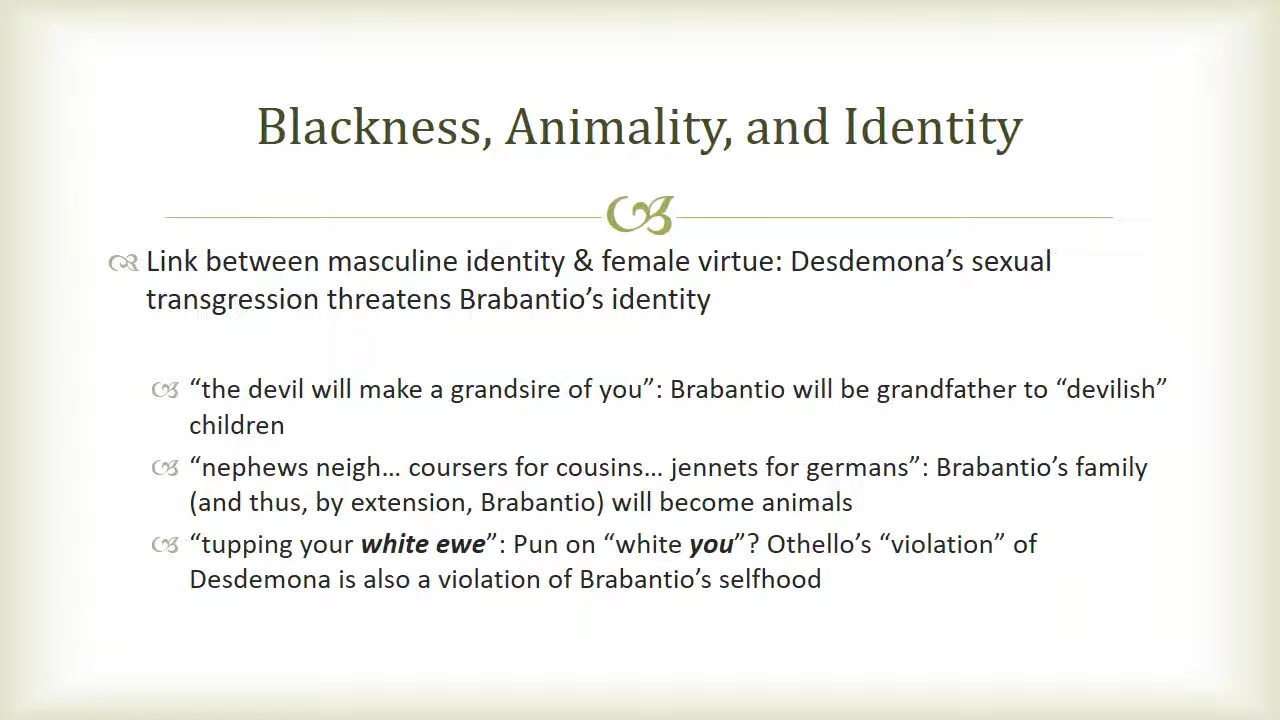 Blackness, Animality, and Identity
Link between masculine identity & female virtue: Desdemona’s sexual
transgression threatens Brabantio’s identity
“the devil will make a grandsire of you”: Brabantio will be grandfather to “devilish”
children
“nephews neigh… coursers for cousins… jennets for germans”: Brabantio’s family
(and thus, by extension, Brabantio) will become animals
“tupping your white ewe”: Pun on “white you”? Othello’s “violation” of
Desdemona is also a violation of Brabantio’s selfhood